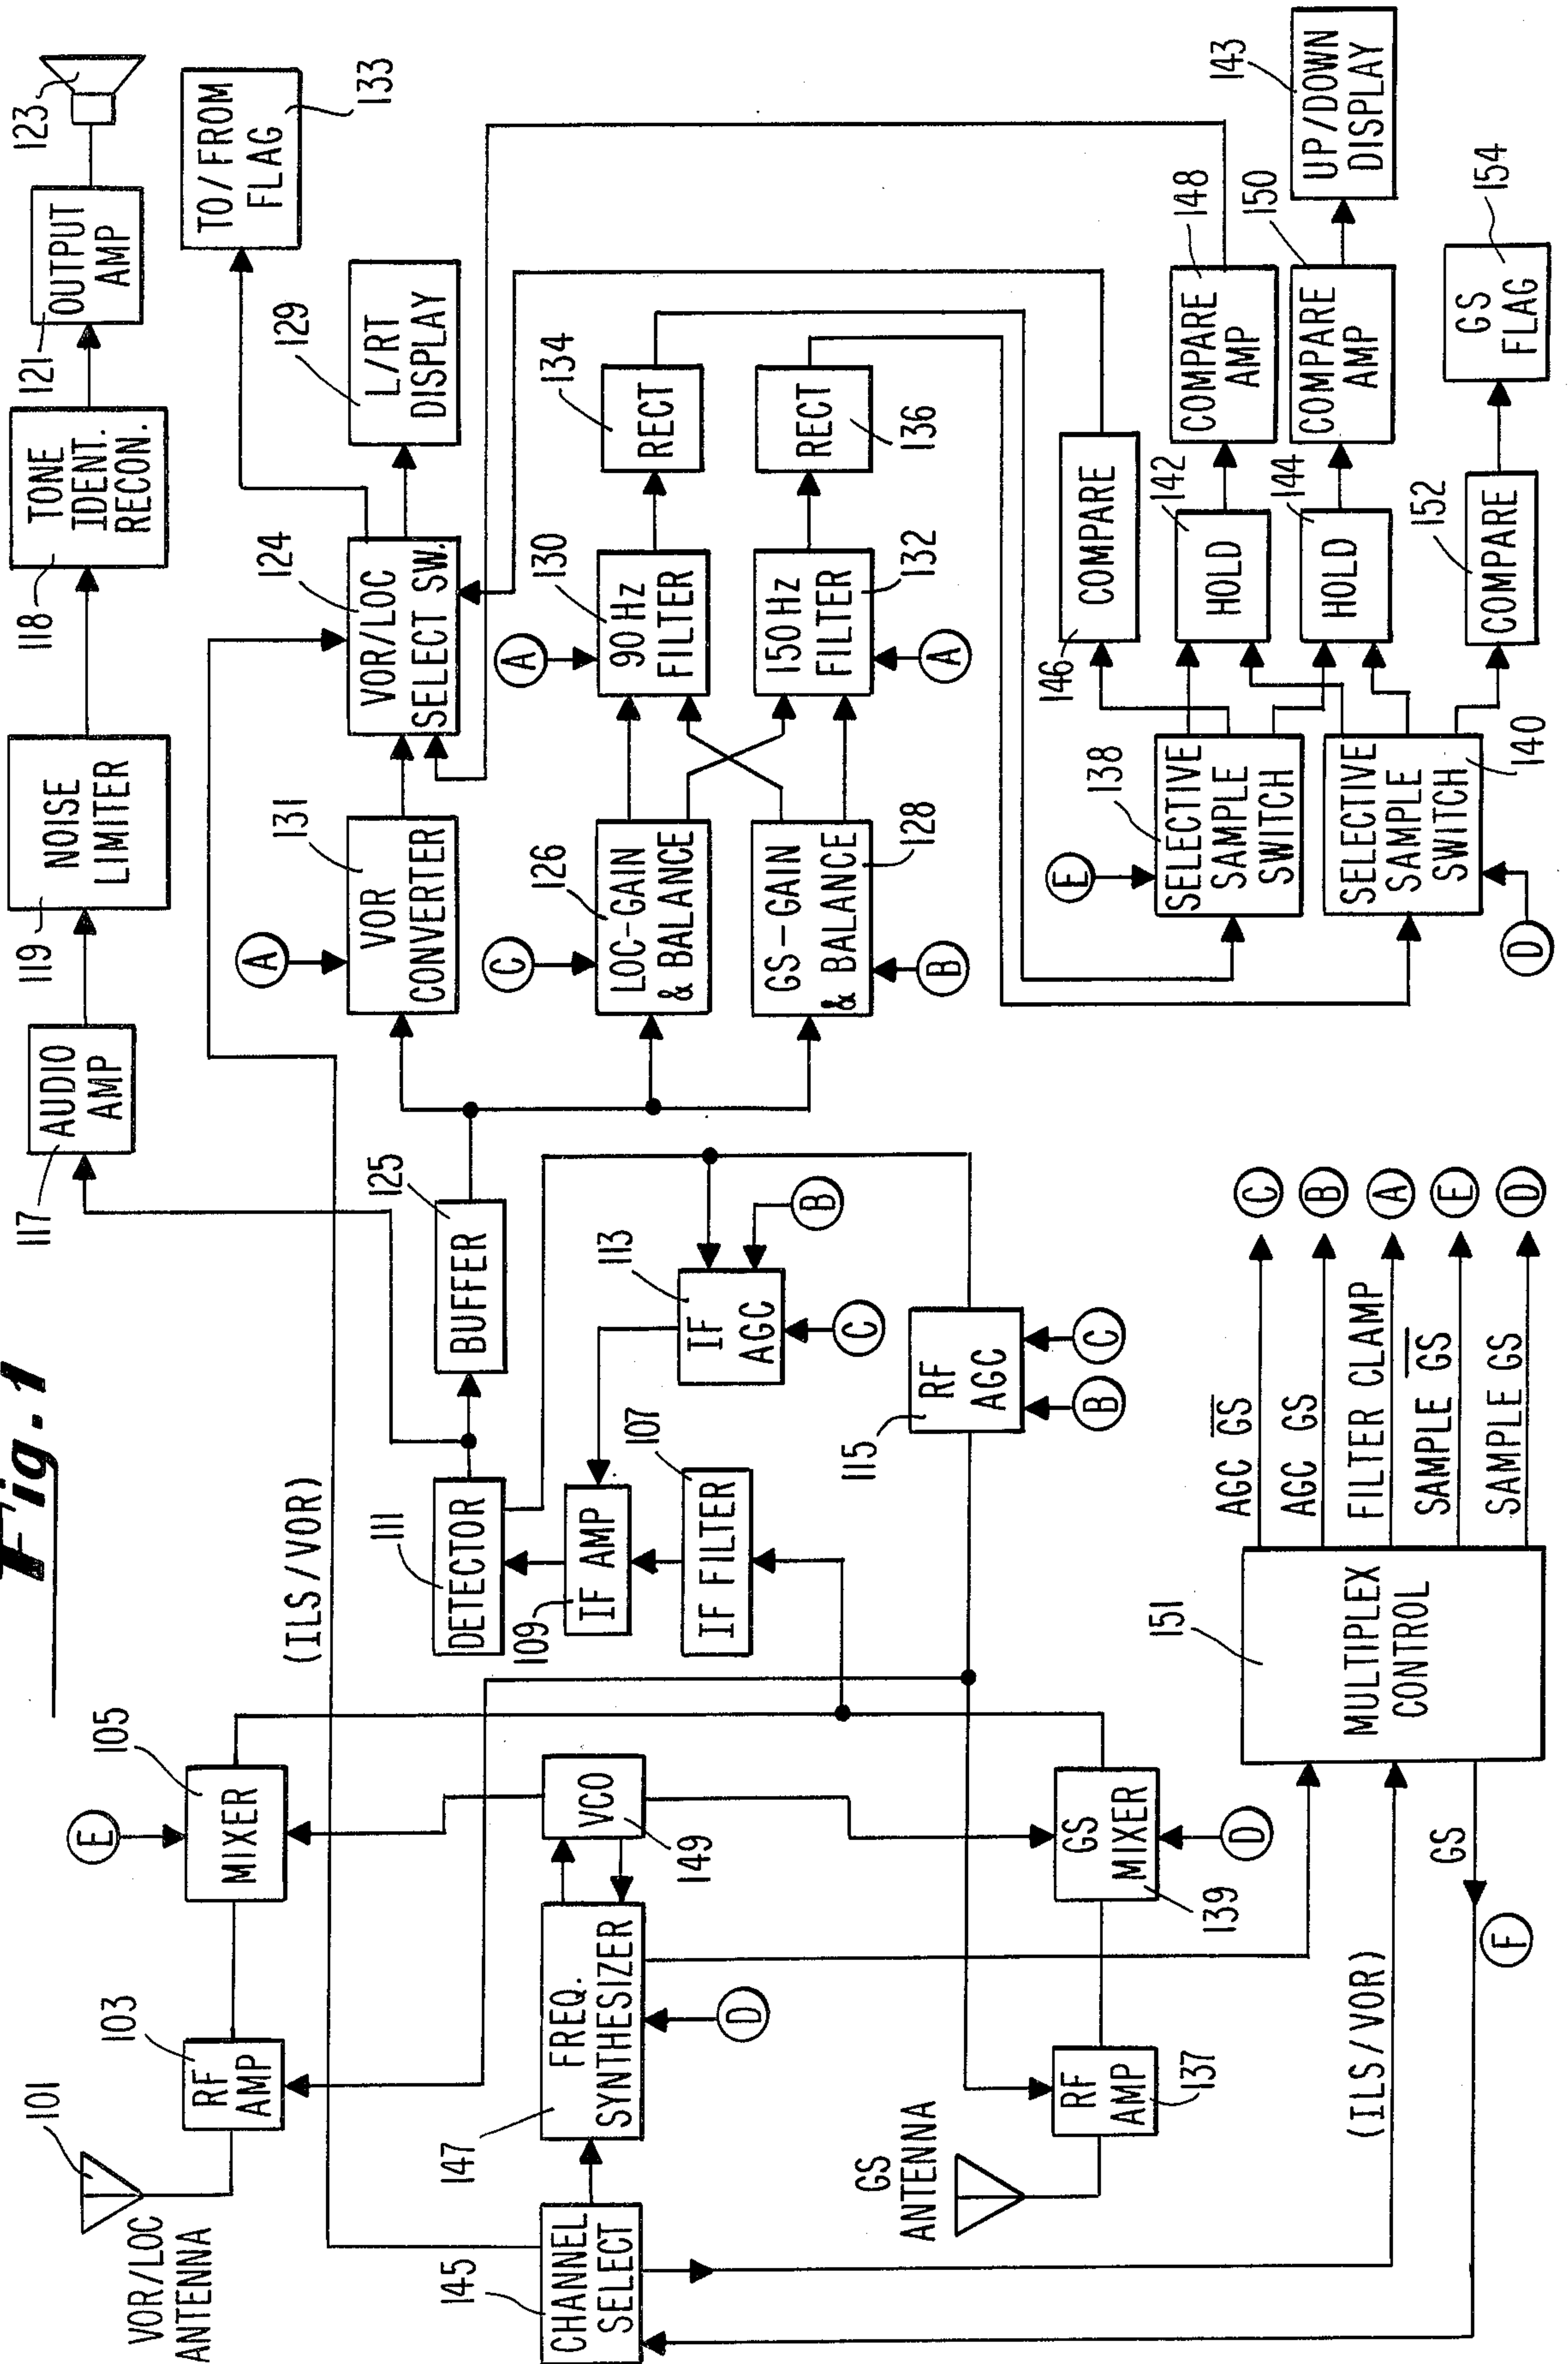 Fig. 1
VOR/LOC
ANTENNA
101
RF
AMP
103
MIXER
105
E
(ILS/VOR)
AUDIO
AMP
117
NOISE
LIMITER
119
TONE
IDENT.
RECON.
118
OUTPUT
AMP
121
123
CHANNEL
SELECT
145
FREQ.
SYNTHESIZER
147
D
VCO
149
DETECTOR
111
IF AMP
109
IF FILTER
107
BUFFER
125
IF
AGC
113
B
C
RF
AGC
115
B
C
VOR
CONVERTER
131
A
VOR/LOC
SELECT SW.
124
TO/FROM
FLAG
133
L/RT
DISPLAY
129
LOC-GAIN
& BALANCE
126
C
GS-GAIN
& BALANCE
128
B
90 Hz
FILTER
130
A
150 Hz
FILTER
132
A
RECT
134
RECT
136
GS
ANTENNA
RF
AMP
137
GS
MIXER
139
D
(ILS/VOR)
GS
F
MULTIPLEX
CONTROL
151
AGC G̅S̅
C
AGC GS
B
FILTER CLAMP
A
SAMPLE G̅S̅
E
SAMPLE GS
D
SELECTIVE
SAMPLE
SWITCH
138
E
SELECTIVE
SAMPLE
SWITCH
140
D
COMPARE
146
HOLD
142
HOLD
144
COMPARE
152
COMPARE
AMP
148
COMPARE
AMP
150
UP/DOWN
DISPLAY
143
GS
FLAG
154